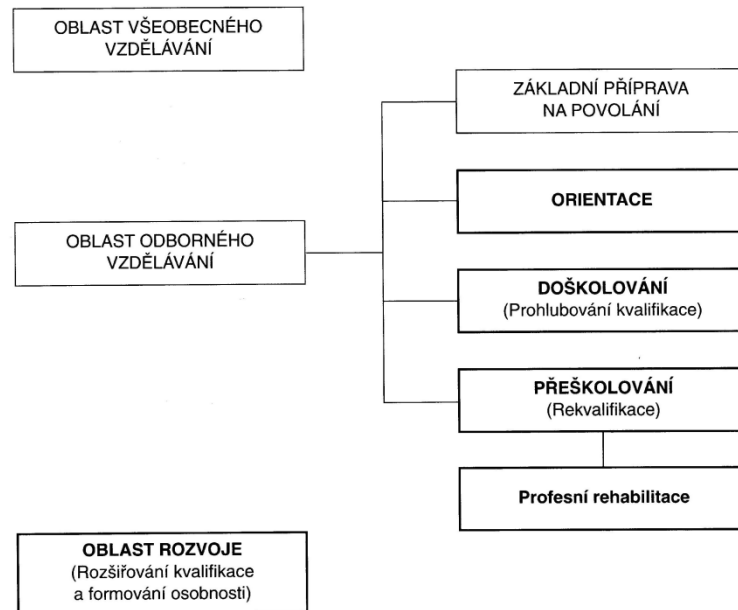 OBLAST VŠEOBECNÉHO
VZDĚLÁVÁNÍ
ZÁKLADNÍ PŘÍPRAVA
NA POVOLÁNÍ
ORIENTACE
OBLAST ODBORNÉHO
VZDĚLÁVÁNÍ
DOŠKOLOVÁNÍ
(Prohlubování kvalifikace)
PŘEŠKOLOVÁNÍ
(Rekvalifikace)
Profesní rehabilitace
OBLAST ROZVOJE
(Rozšiřování kvalifikace
a formování osobnosti)